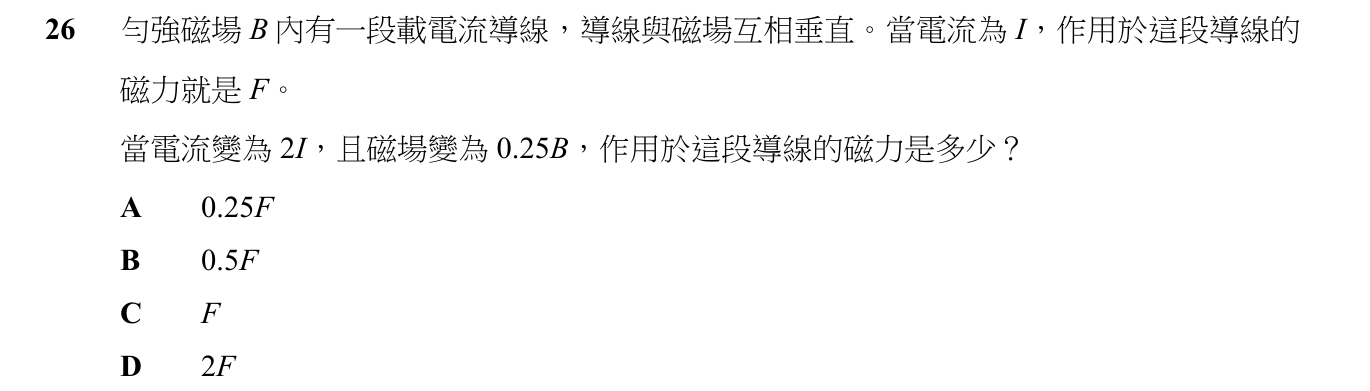 26 勻強磁場 B 內有一段載電流導線，導線與磁場互相垂直。當電流為 I，作用於這段導線的
磁力就是 F。
當電流變為 2I，且磁場變為 0.25B，作用於這段導線的磁力是多少？
A 0.25F
B 0.5F
C F
D 2F